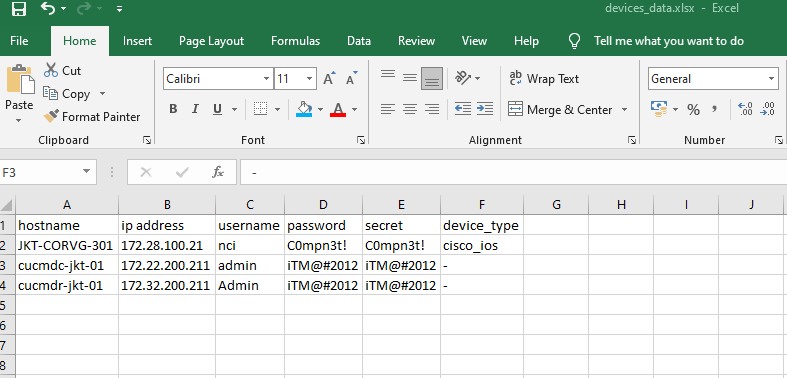 devices_data.xlsx - Excel
File Home Insert Page Layout Formulas Data Review View Help Tell me what you want to do
Paste
Cut
Copy
Format Painter
Clipboard
Calibri 11 A A
B I U A
Font
ab Wrap Text
Merge & Center
Alignment
General
% , .00 .0
Number
F3 fx -
A B C D E F G H I J
1 hostname ip address username password secret device_type
2 JKT-CORVG-301 172.28.100.21 nci C0mpn3t! C0mpn3t! cisco_ios
3 cucmdc-jkt-01 172.22.200.211 admin iTM@#2012 iTM@#2012 -
4 cucmdr-jkt-01 172.32.200.211 Admin iTM@#2012 iTM@#2012 -
5
6
7
8